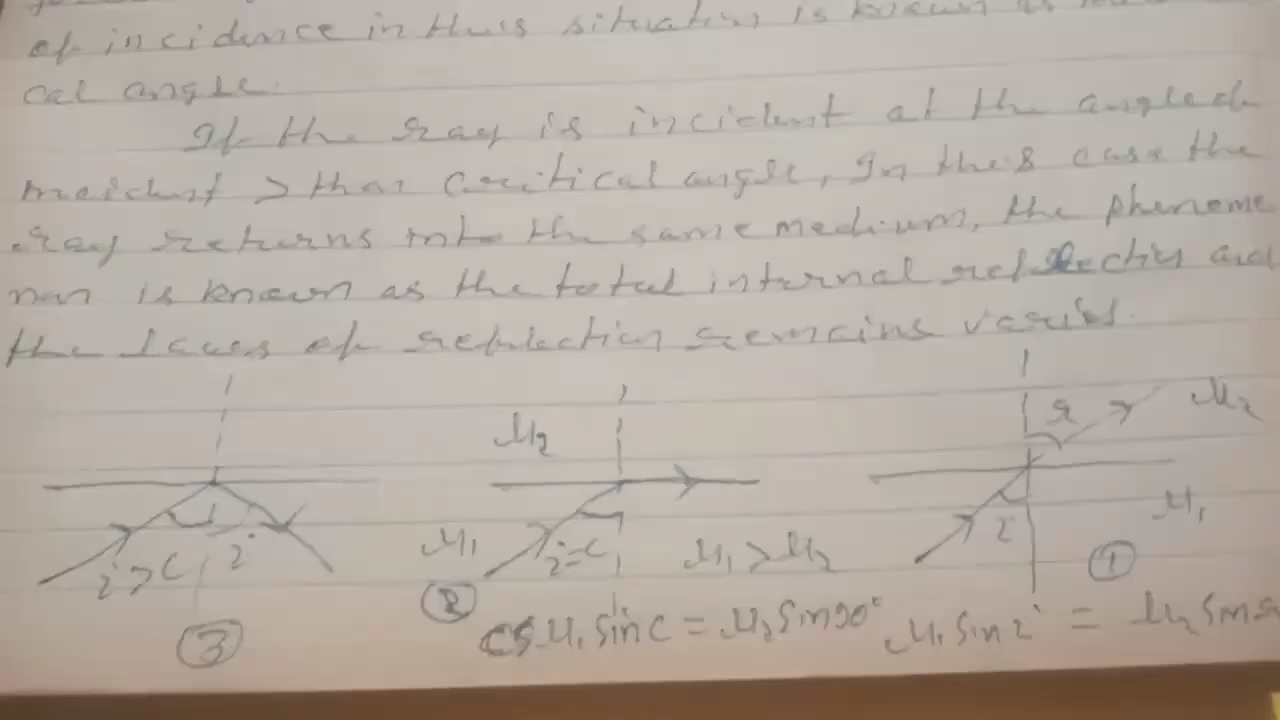 of incidence in this situation is known as
cal angle.
If the ray is incident at the angle of
incident > than critical angle, In this case the
ray returns into the same medium, the phenome
non is known as the total internal reflection and
the laws of reflection remains
μ₂ r μ₂
μ₁ i > c i μ₁ i = c μ₁ > μ₂ i μ₁
③ ② ①
μ₁ sin c = μ₂ sin 90° μ₁ sin i = μ₂ sin